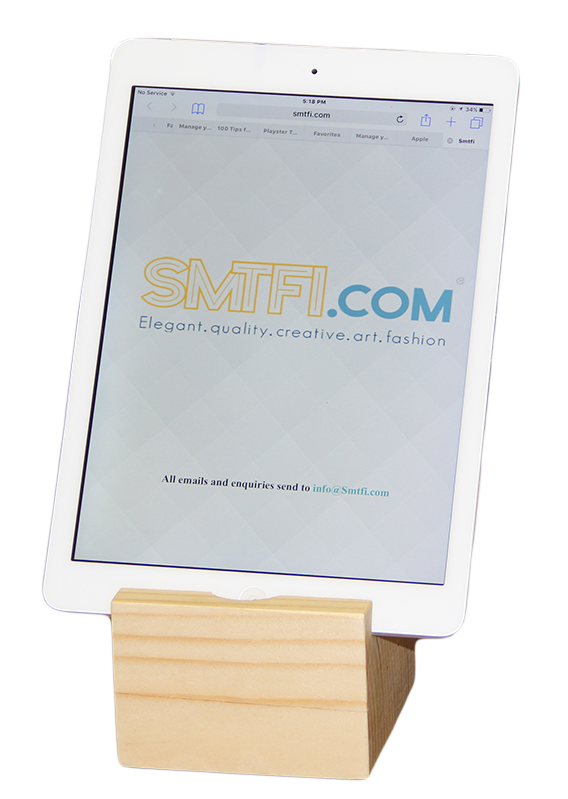 No Service 5:18 PM 34%
smtfi.com
Fa Manage y... 100 Tips f... Playster T... Favorites Manage y... Apple Smtfi
SMTFI.COM
Elegant.quality.creative.art.fashion
All emails and enquiries send to info@Smtfi.com